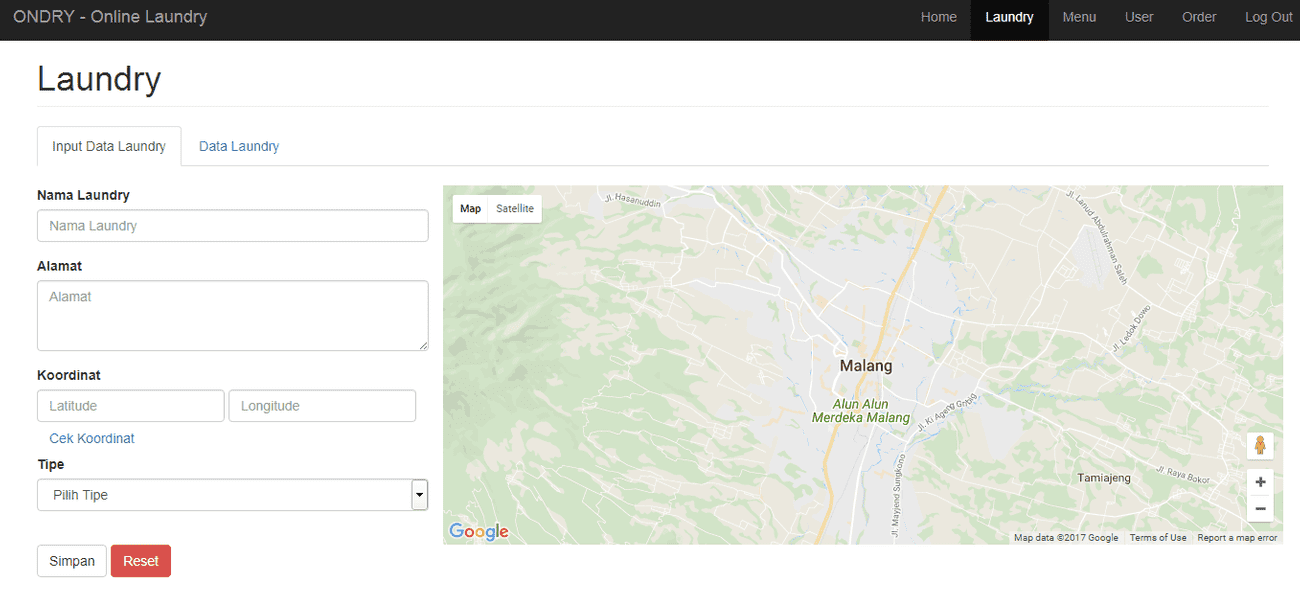 ONDRY - Online Laundry
Home Laundry Menu User Order Log Out
Laundry
Input Data Laundry Data Laundry
Nama Laundry
Nama Laundry
Alamat
Alamat
Koordinat
Latitude Longitude
Cek Koordinat
Tipe
Pilih Tipe
Simpan Reset
Map Satellite
Jl. Hasanuddin
Jl. Lanud Abdulrahman Saleh
Jl. Ledok Dowo
Malang
Alun Alun
Merdeka Malang
Jl. Ki Ageng Gribig
Jl. Mayjend Sungkono
Tamiajeng
Jl. Raya Bokor
+
−
Google
Map data ©2017 Google Terms of Use Report a map error